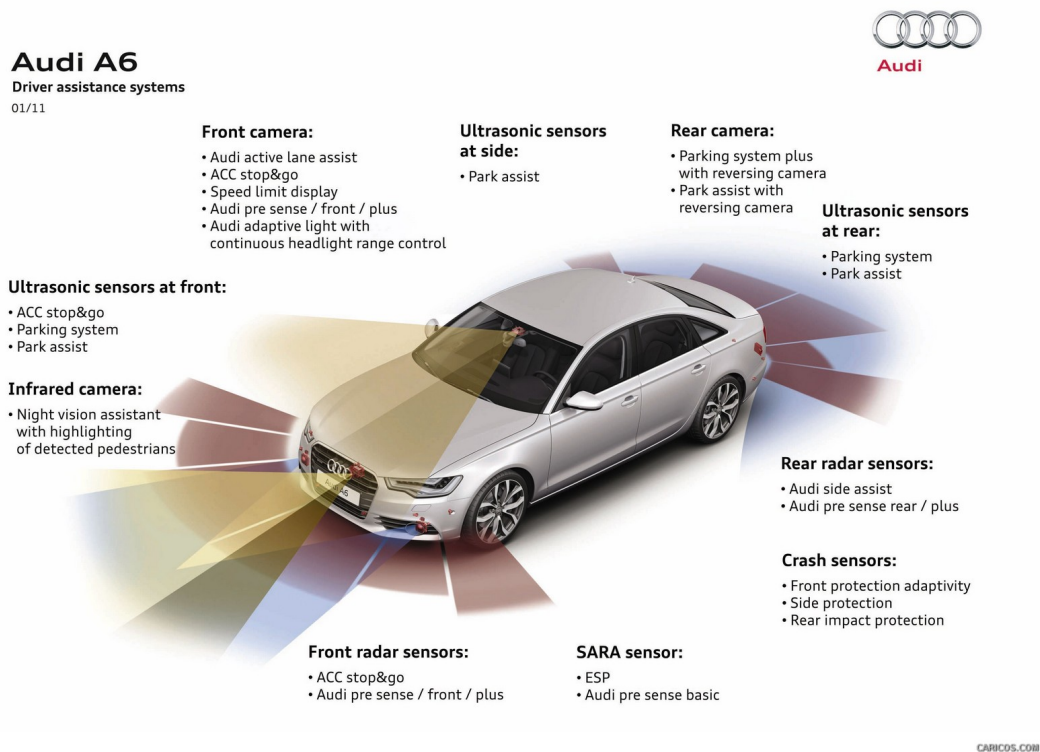 Audi A6
Driver assistance systems
01/11
Audi
Front camera:
• Audi active lane assist
• ACC stop&go
• Speed limit display
• Audi pre sense / front / plus
• Audi adaptive light with
continuous headlight range control
Ultrasonic sensors
at side:
• Park assist
Rear camera:
• Parking system plus
with reversing camera
• Park assist with
reversing camera
Ultrasonic sensors
at rear:
• Parking system
• Park assist
Ultrasonic sensors at front:
• ACC stop&go
• Parking system
• Park assist
Infrared camera:
• Night vision assistant
with highlighting
of detected pedestrians
Audi A6
Rear radar sensors:
• Audi side assist
• Audi pre sense rear / plus
Crash sensors:
• Front protection adaptivity
• Side protection
• Rear impact protection
Front radar sensors:
• ACC stop&go
• Audi pre sense / front / plus
SARA sensor:
• ESP
• Audi pre sense basic
CARICOS.COM